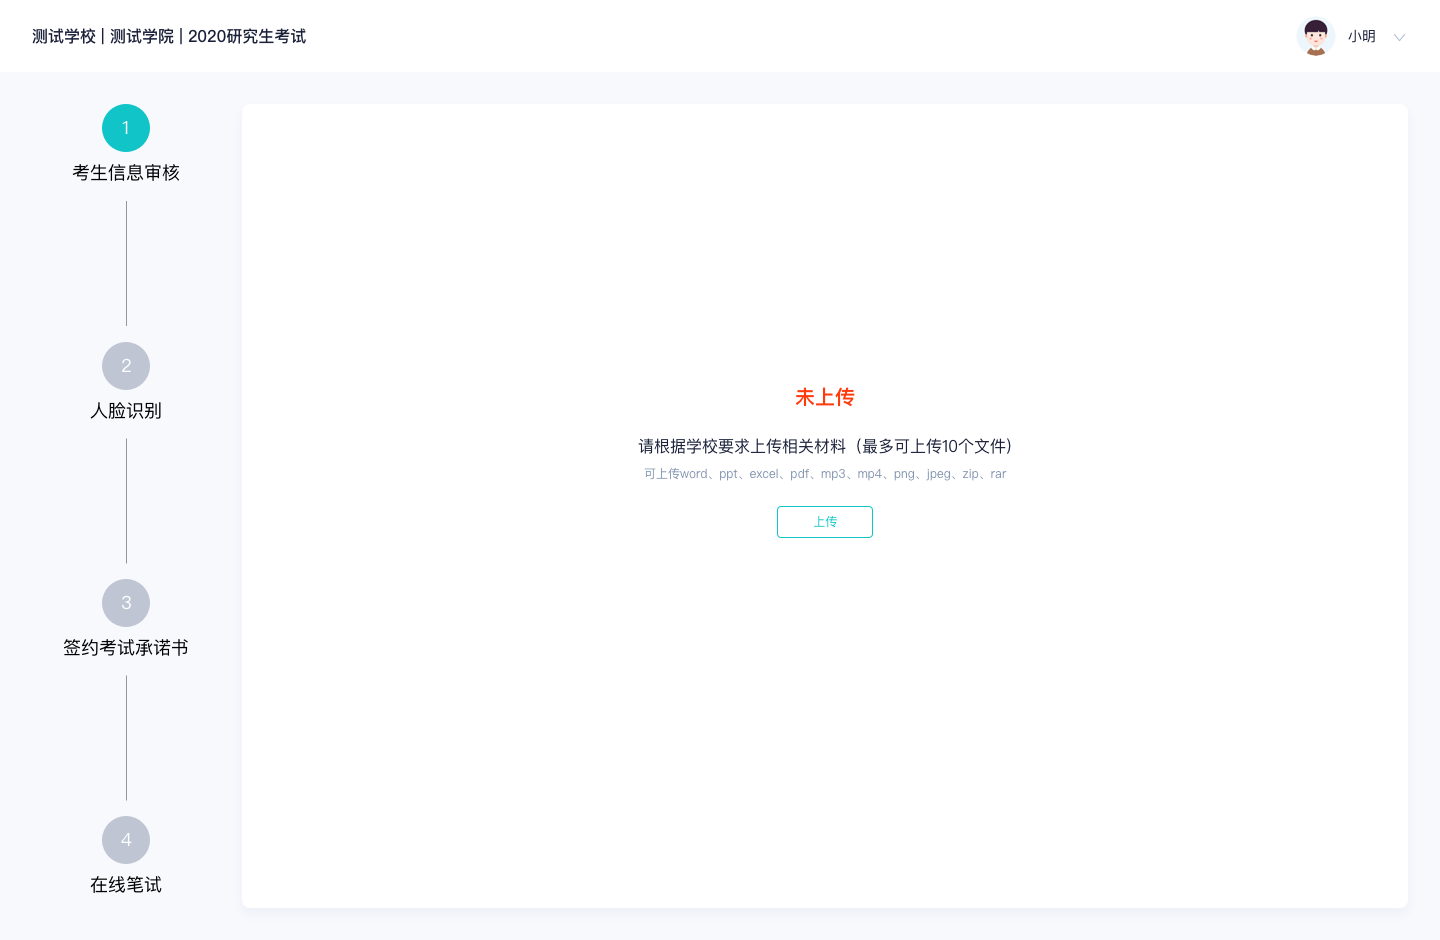 测试学校 | 测试学院 | 2020研究生考试
小明
1
考生信息审核
2
人脸识别
3
签约考试承诺书
4
在线笔试
未上传
请根据学校要求上传相关材料（最多可上传10个文件）
可上传word、ppt、excel、pdf、mp3、mp4、png、jpeg、zip、rar
上传